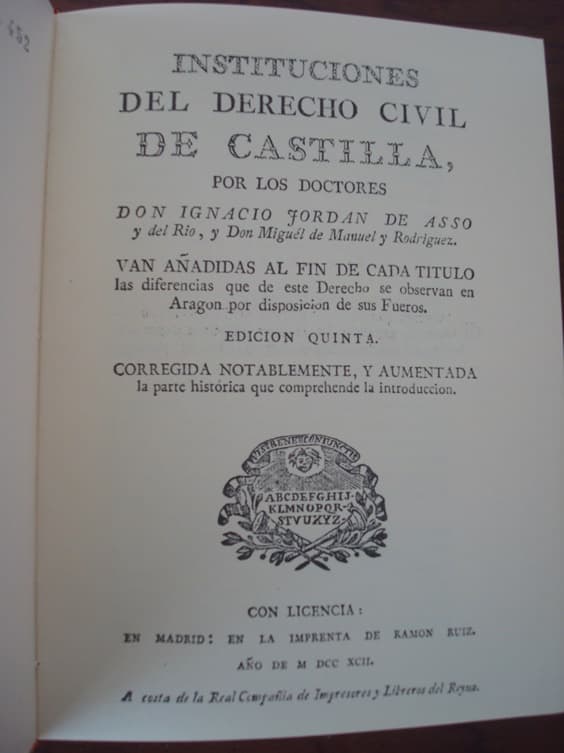 652
INSTITUCIONES
DEL DERECHO CIVIL
DE CASTILLA,
POR LOS DOCTORES
DON IGNACIO JORDAN DE ASSO
y del Rio, y Don Miguél de Manuel y Rodriguez.
VAN AÑADIDAS AL FIN DE CADA TITULO
las diferencias que de este Derecho se observan en
Aragon por disposicion de sus Fueros.
EDICION QUINTA.
CORREGIDA NOTABLEMENTE, Y AUMENTADA
la parte histórica que comprehende la introduccion.
ABCDEFGHIJ-
KLMNOPQR-
STVUXYZ-
CON LICENCIA:
EN MADRID: EN LA IMPRENTA DE RAMON RUIZ.
AÑO DE M DCC XCII.
A costa de la Real Compañia de Impresores y Libreros del Reyno.